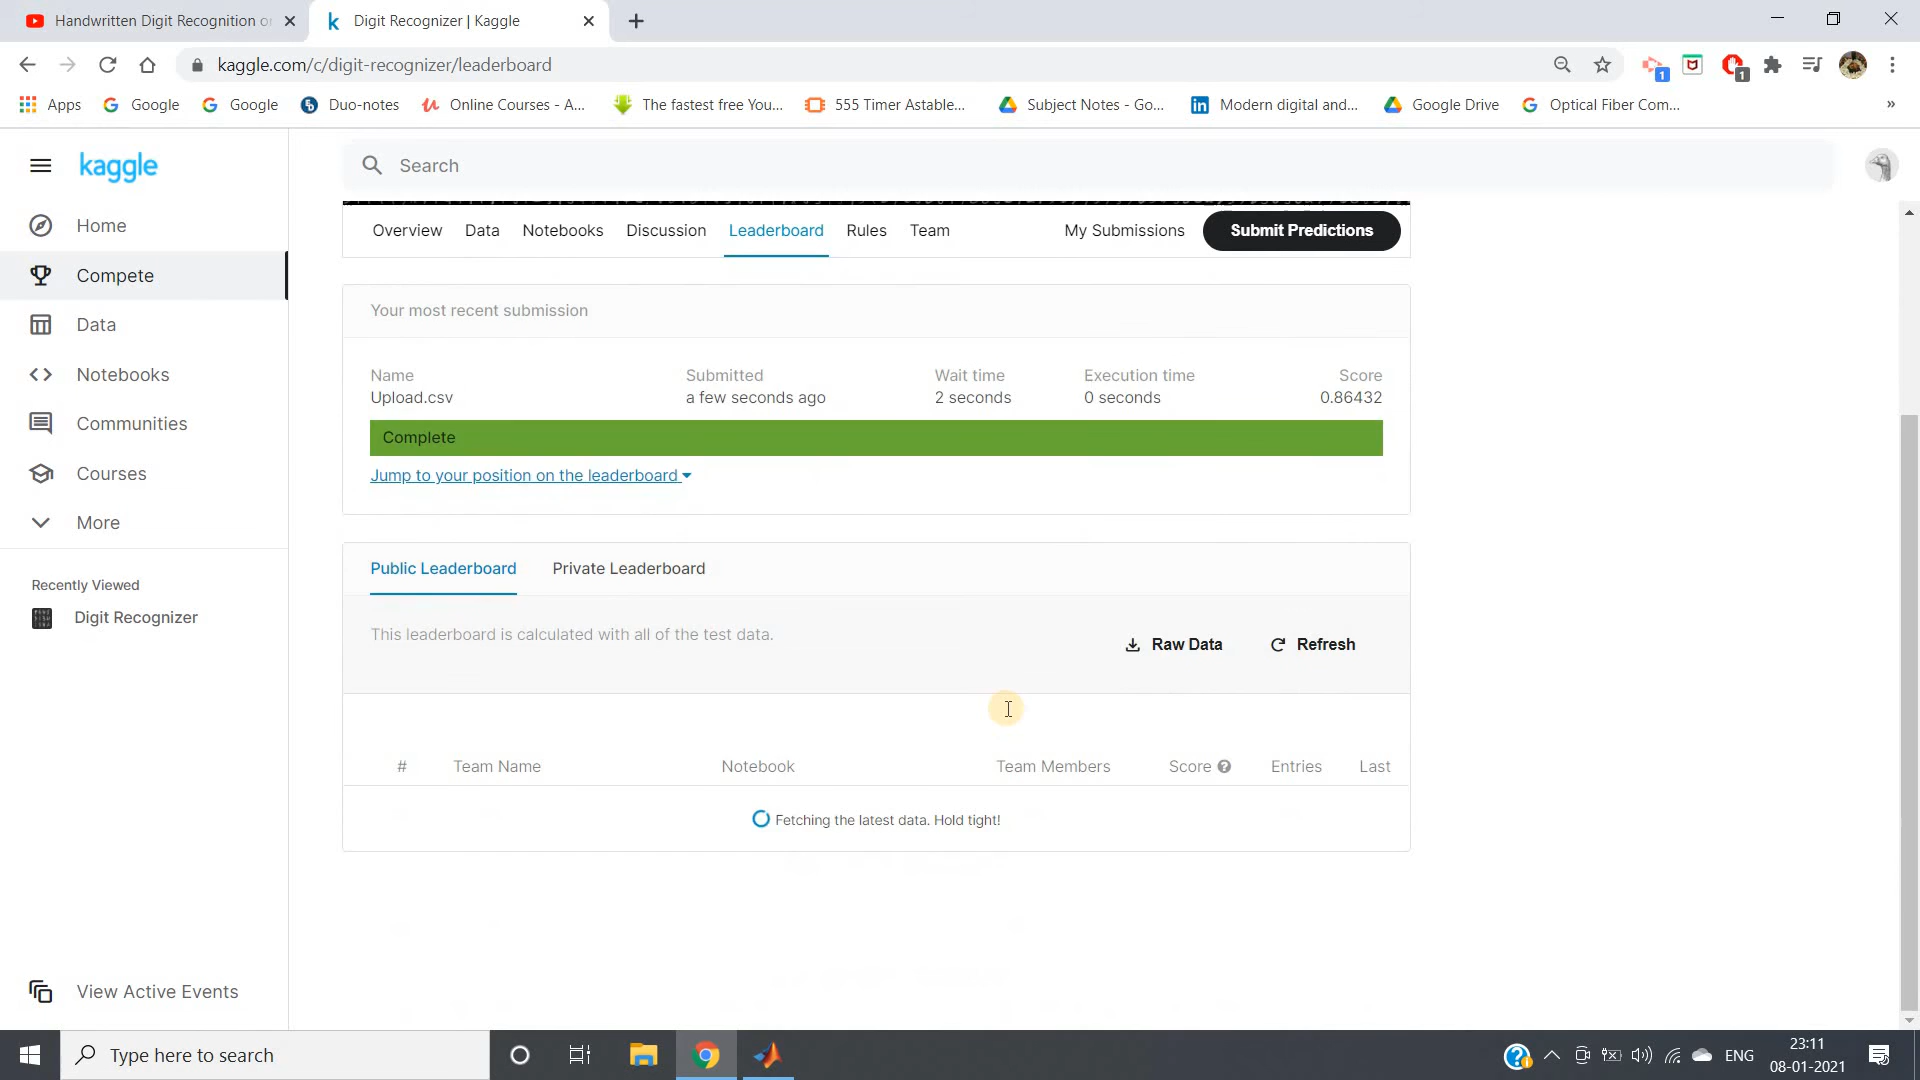 Handwritten Digit Recognition or
Digit Recognizer | Kaggle
kaggle.com/c/digit-recognizer/leaderboard
1
1
Apps
Google
Google
Duo-notes
Online Courses - A...
The fastest free You...
555 Timer Astable...
Subject Notes - Go...
Modern digital and...
Google Drive
Optical Fiber Com...
»
kaggle
Search
Home
Compete
Data
Notebooks
Communities
Courses
More
Recently Viewed
Digit Recognizer
View Active Events
Overview Data Notebooks Discussion Leaderboard Rules Team My Submissions Submit Predictions
Your most recent submission
Name Submitted Wait time Execution time Score
Upload.csv a few seconds ago 2 seconds 0 seconds 0.86432
Complete
Jump to your position on the leaderboard
Public Leaderboard Private Leaderboard
This leaderboard is calculated with all of the test data.
Raw Data Refresh
# Team Name Notebook Team Members Score Entries Last
Fetching the latest data. Hold tight!
Type here to search
ENG
23:11
08-01-2021